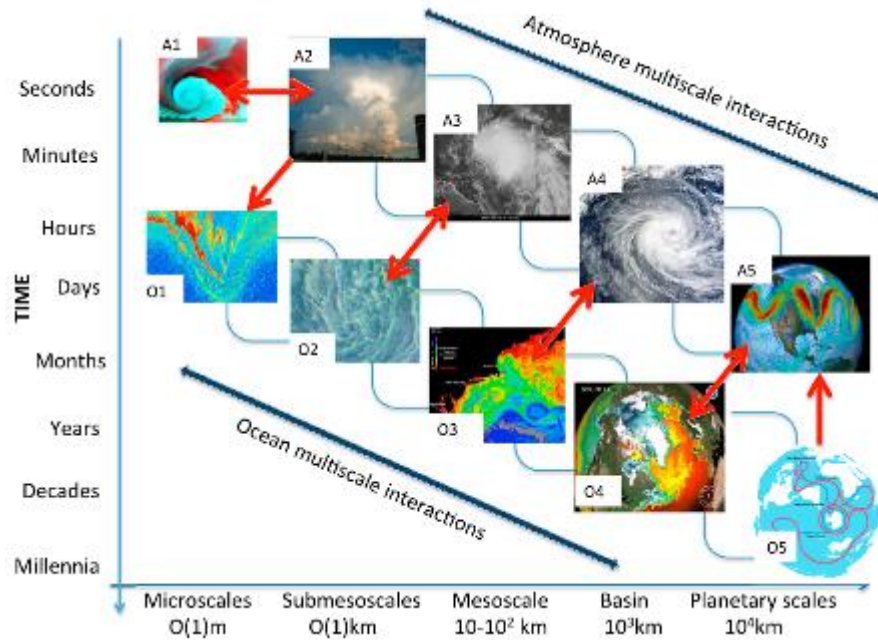 Atmosphere multiscale interactions
A1
A2
Seconds
A3
Minutes
A4
Hours
A5
TIME
Days
O1
O2
Months
O3
Years
Ocean multiscale interactions
O4
Decades
O5
Millennia
Microscales
O(1)m
Submesoscales
O(1)km
Mesoscale
10-10² km
Basin
10³km
Planetary scales
10⁴km